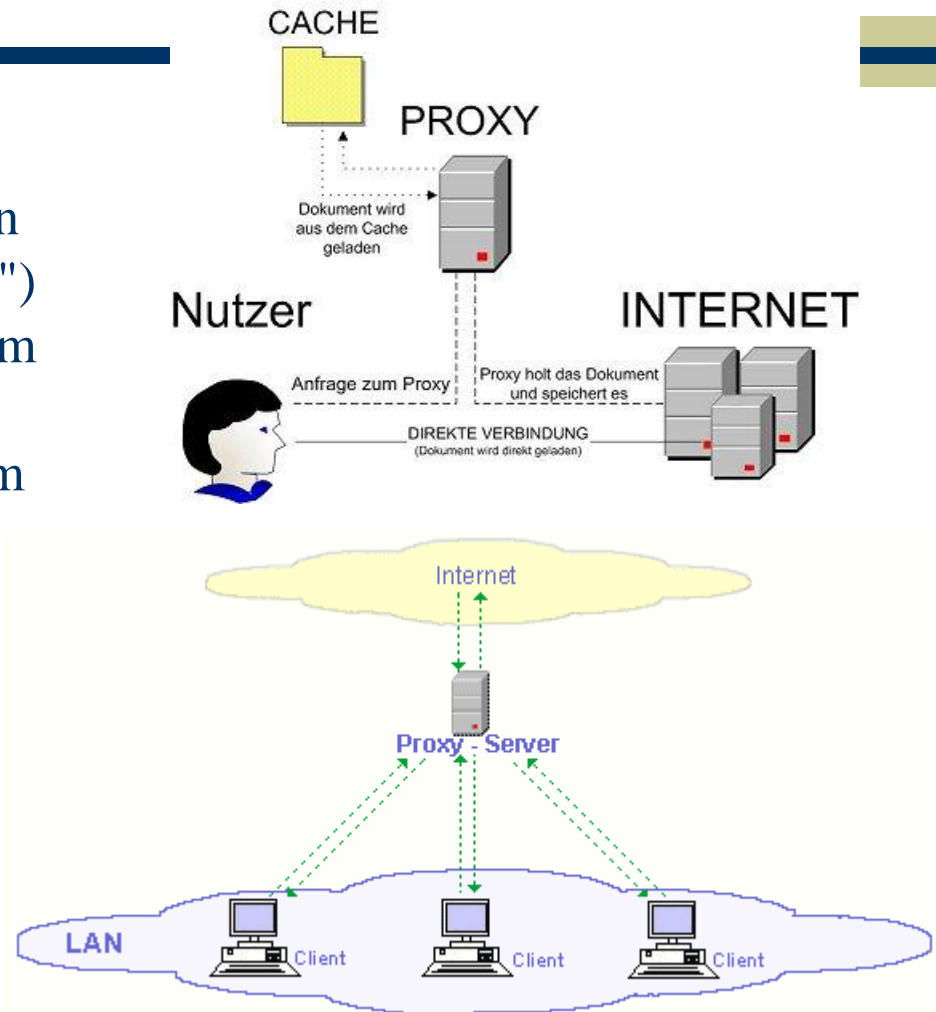 CACHE
PROXY
Dokument wird
aus dem Cache
geladen
n
")
m
m
Nutzer
INTERNET
Anfrage zum Proxy
Proxy holt das Dokument
und speichert es
DIREKTE VERBINDUNG
(Dokument wird direkt geladen)
Internet
Proxy - Server
LAN
Client
Client
Client